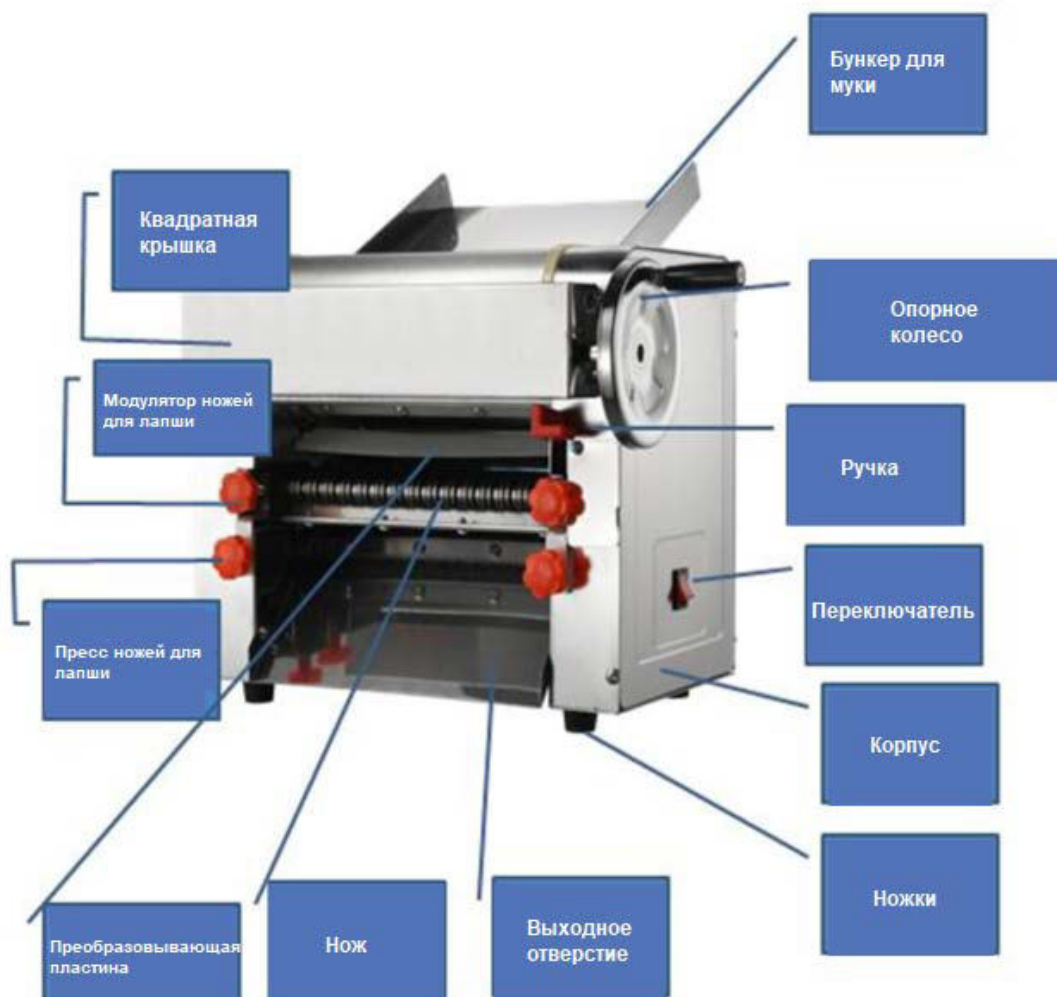 Бункер для
муки
Квадратная
крышка
Опорное
колесо
Модулятор ножей
для лапши
Ручка
Переключатель
Пресс ножей для
лапши
Корпус
Ножки
Преобразовывающая
пластина
Нож
Выходное
отверстие